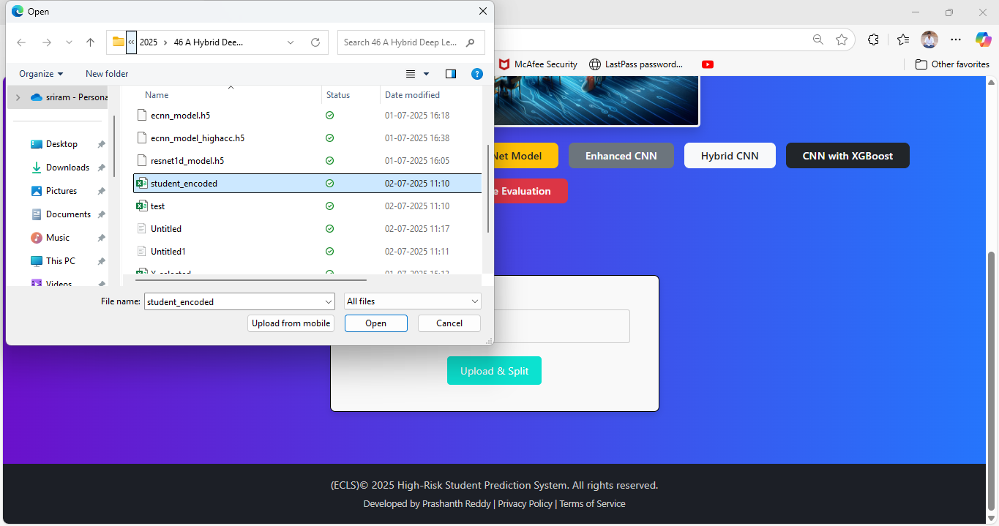 Open
« 2025 › 46 A Hybrid Dee...
Search 46 A Hybrid Deep Le...
Organize
New folder
McAfee Security
LastPass password...
Other favorites
sriram - Persona
Name
Status
Date modified
ecnn_model.h5
01-07-2025 16:18
ecnn_model_highacc.h5
01-07-2025 16:38
resnet1d_model.h5
01-07-2025 16:05
student_encoded
02-07-2025 11:10
test
02-07-2025 11:10
Untitled
02-07-2025 11:17
Untitled1
02-07-2025 11:11
X_selected
01-07-2025 15:13
Desktop
Downloads
Pictures
Documents
Music
This PC
Videos
File name:
student_encoded
All files
Upload from mobile
Open
Cancel
Net Model
Enhanced CNN
Hybrid CNN
CNN with XGBoost
e Evaluation
Upload & Split
(ECLS)© 2025 High-Risk Student Prediction System. All rights reserved.
Developed by Prashanth Reddy | Privacy Policy | Terms of Service